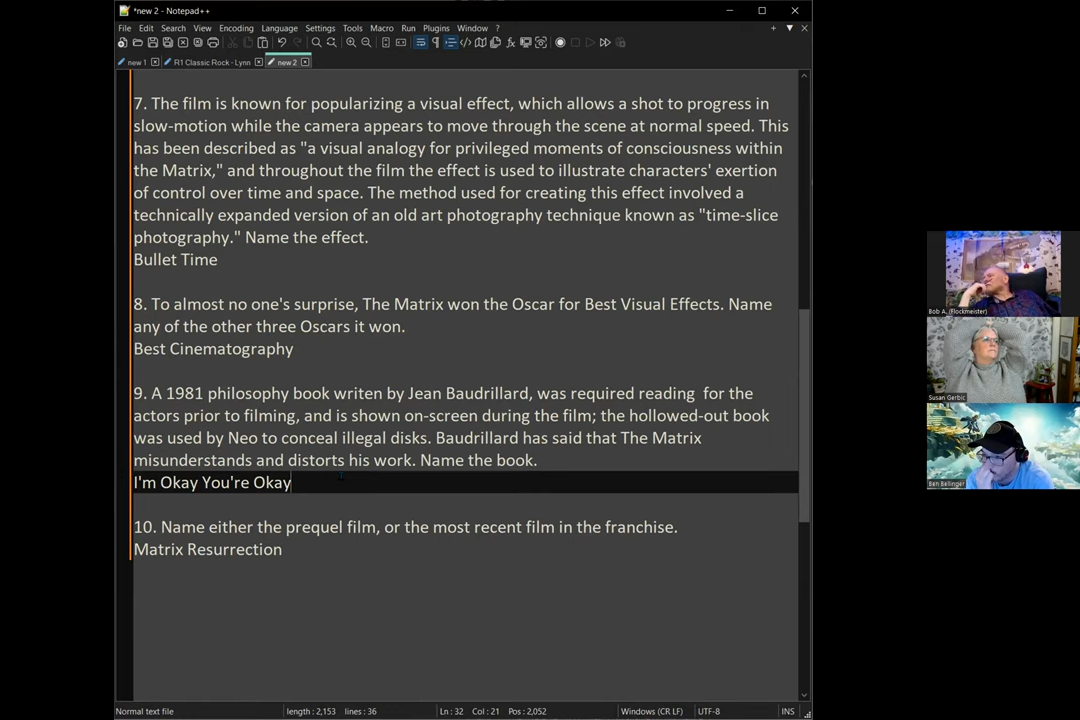 *new 2 - Notepad++
File Edit Search View Encoding Language Settings Tools Macro Run Plugins Window ?
new 1 R1 Classic Rock - Lynn new 2
7. The film is known for popularizing a visual effect, which allows a shot to progress in
slow-motion while the camera appears to move through the scene at normal speed. This
has been described as "a visual analogy for privileged moments of consciousness within
the Matrix," and throughout the film the effect is used to illustrate characters' exertion
of control over time and space. The method used for creating this effect involved a
technically expanded version of an old art photography technique known as "time-slice
photography." Name the effect.
Bullet Time
8. To almost no one's surprise, The Matrix won the Oscar for Best Visual Effects. Name
any of the other three Oscars it won.
Best Cinematography
9. A 1981 philosophy book writen by Jean Baudrillard, was required reading  for the
actors prior to filming, and is shown on-screen during the film; the hollowed-out book
was used by Neo to conceal illegal disks. Baudrillard has said that The Matrix
misunderstands and distorts his work. Name the book.
I'm Okay You're Okay
10. Name either the prequel film, or the most recent film in the franchise.
Matrix Resurrection
Normal text file length : 2,153 lines : 36 Ln : 32 Col : 21 Pos : 2,052 Windows (CR LF) UTF-8 INS
Bob A. (Flockmeister)
Susan Gerbic
Ben Bellinger